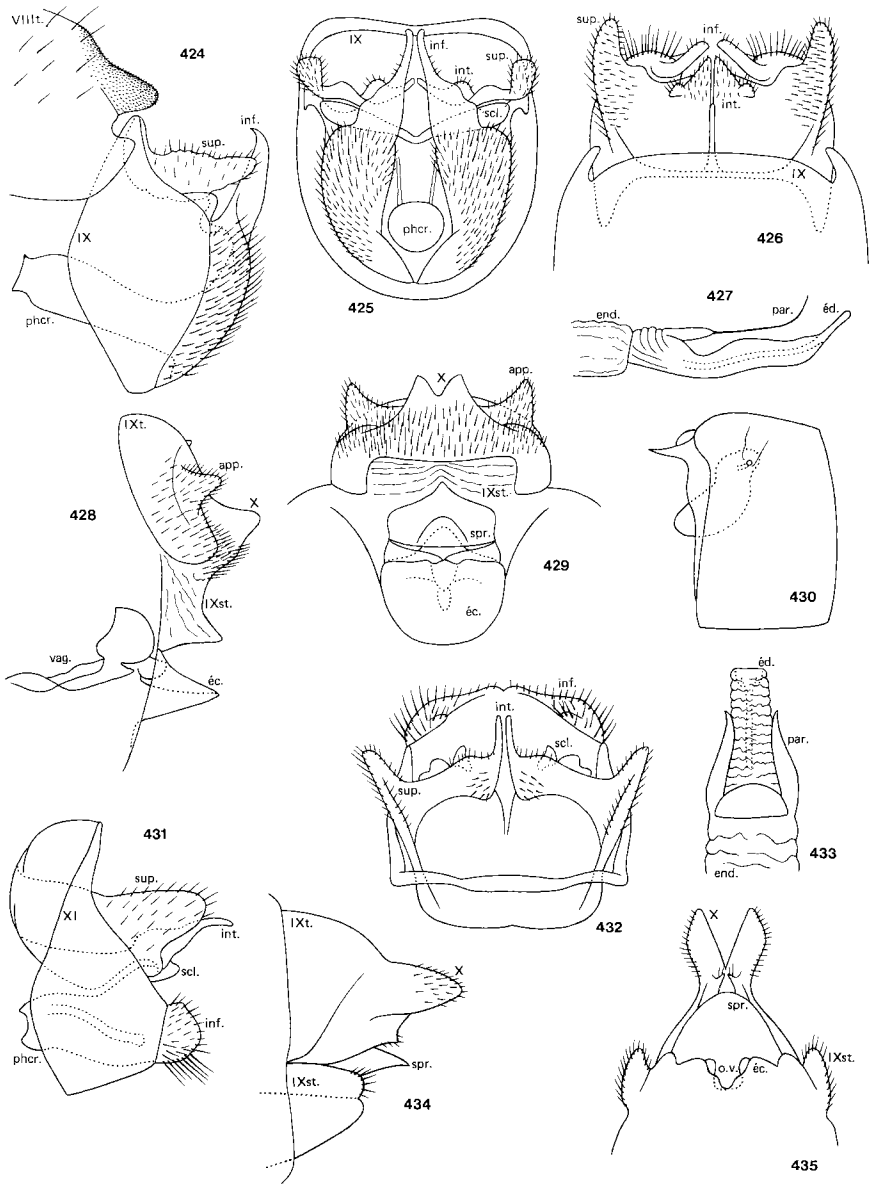 VIIIt.
424
inf.
sup.
IX
phcr.
IX
inf.
sup.
int.
scl.
phcr.
425
sup.
inf.
int.
IX
426
427
end.
par.
éd.
IXt.
app.
428
X
IXst.
vag.
éc.
X
app.
IXst.
spr.
429
éc.
430
431
sup.
XI
int.
scl.
inf.
phcr.
inf.
int.
scl.
sup.
432
éd.
par.
433
end.
IXt.
X
spr.
IXst.
434
X
spr.
IXst.
o.v.
éc.
435